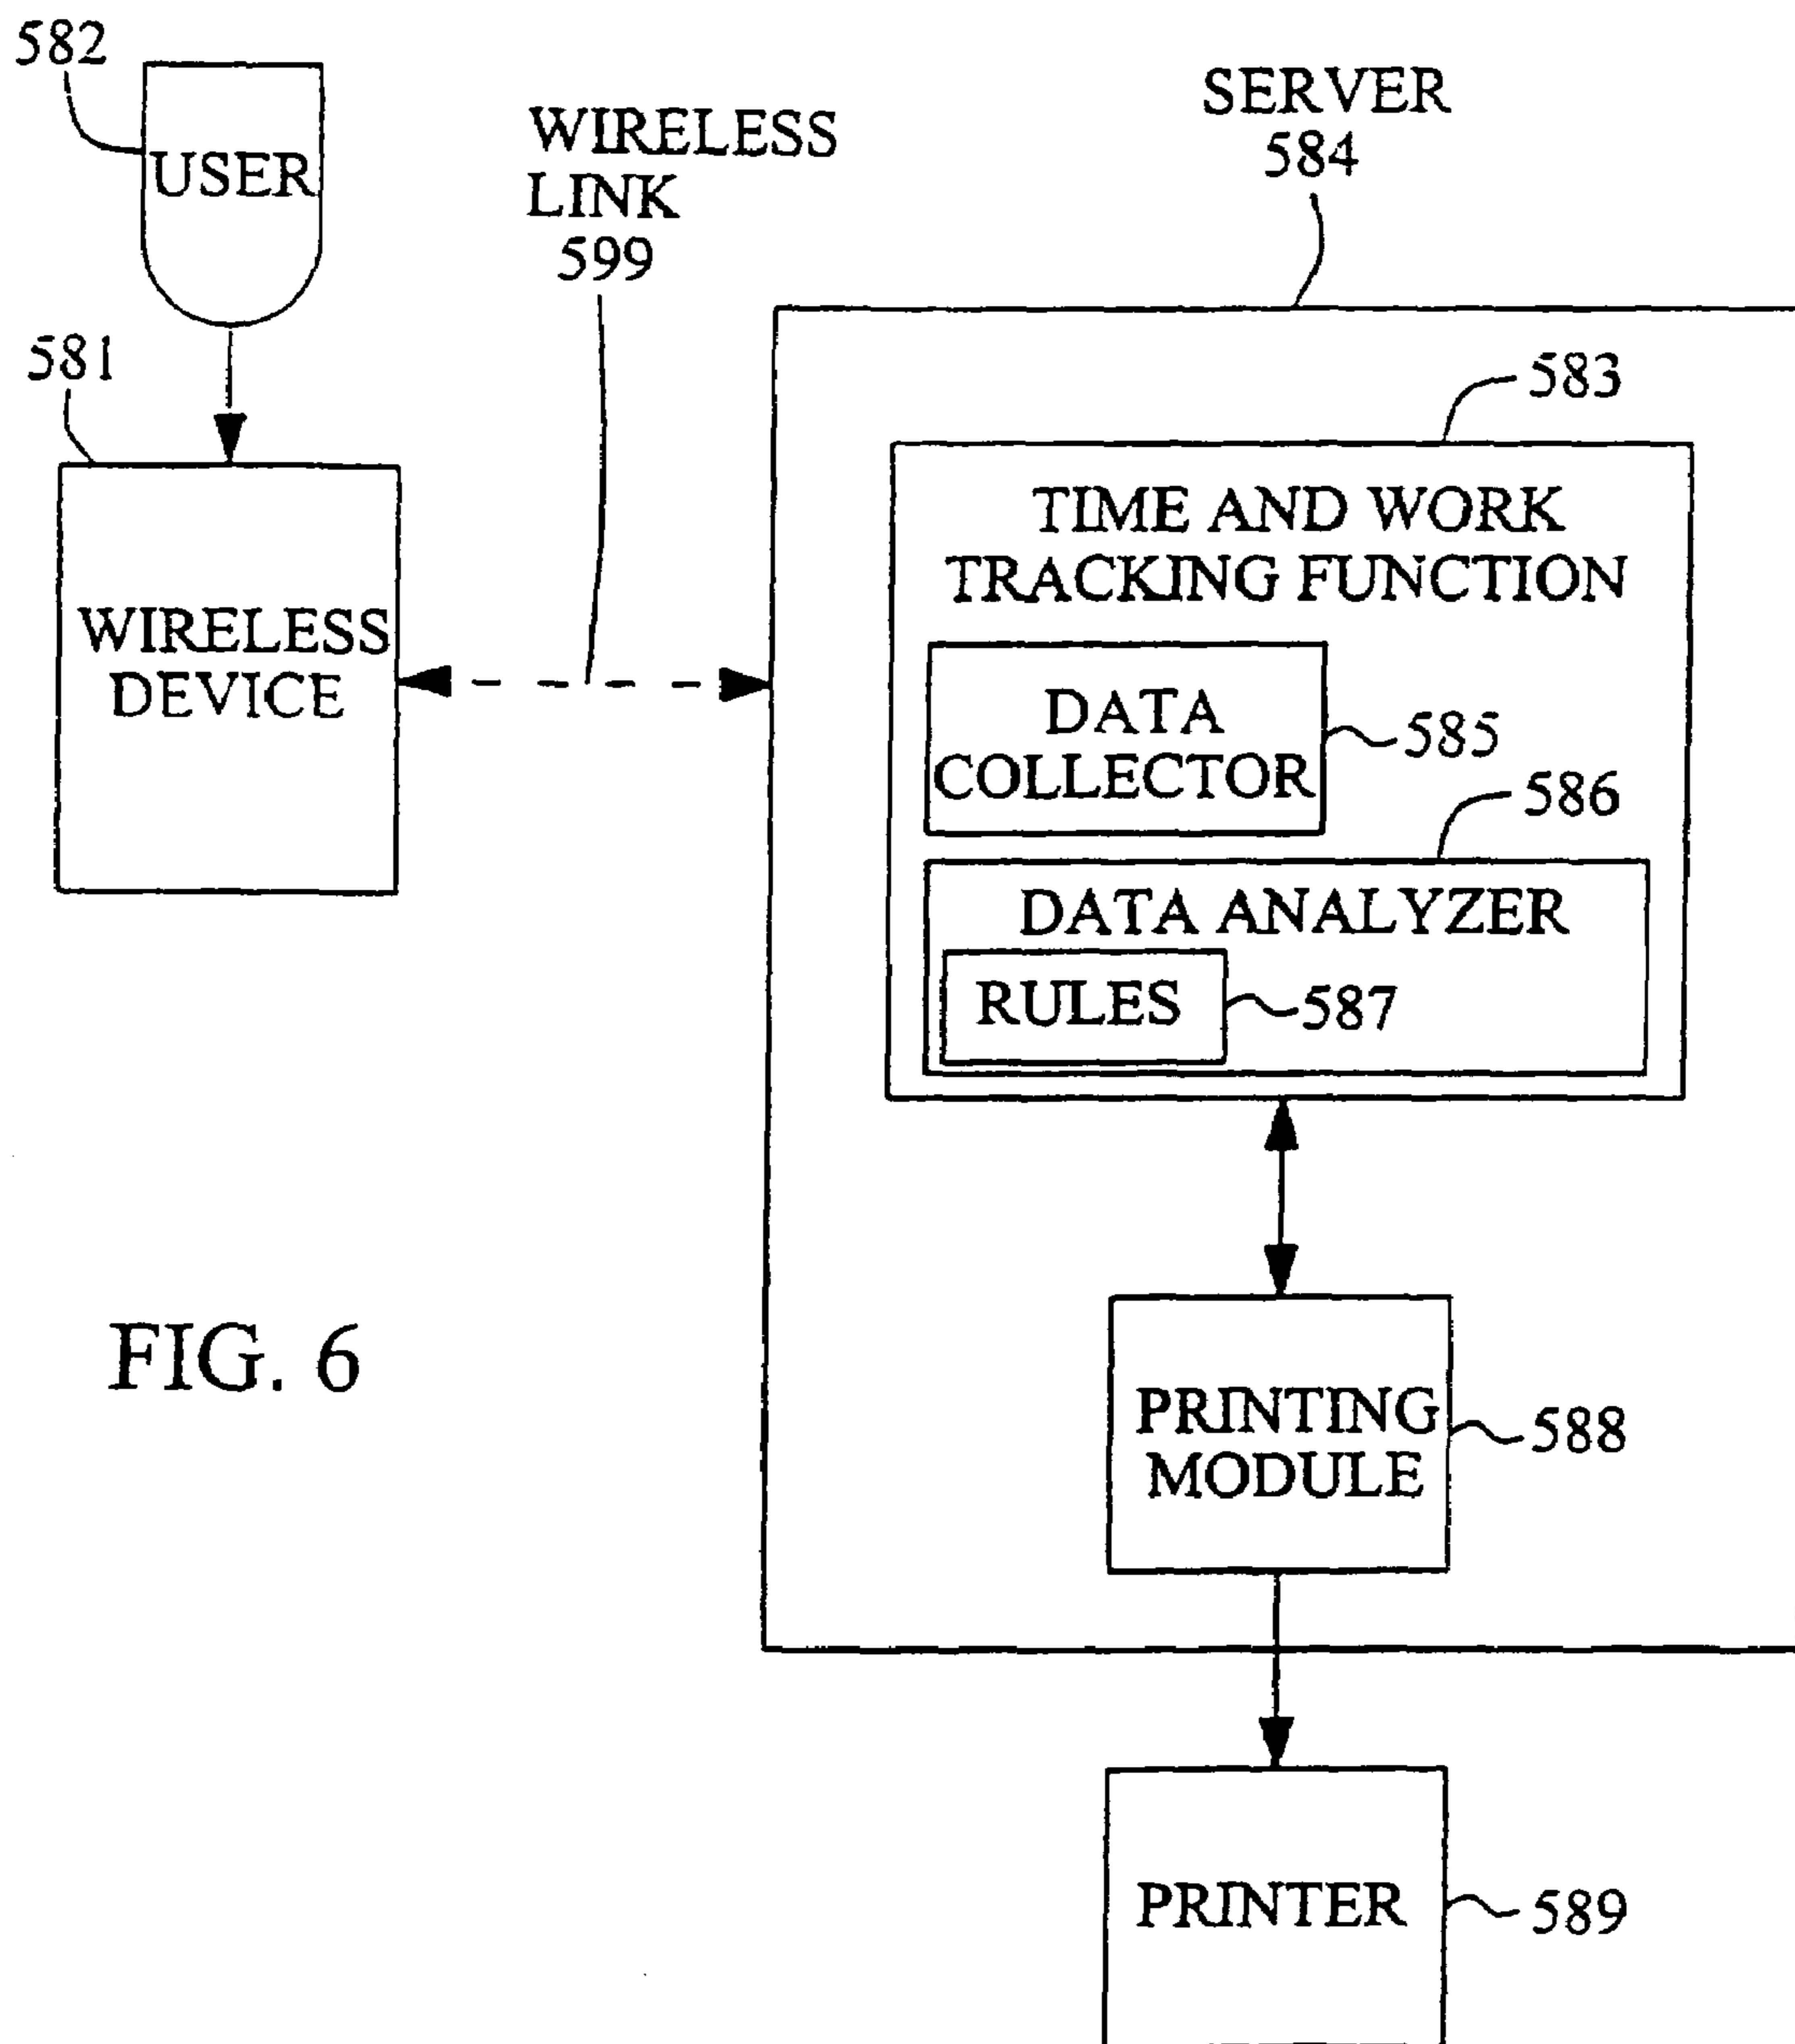 582
USER
WIRELESS
LINK
599
SERVER
584
581
WIRELESS
DEVICE
583
TIME AND WORK
TRACKING FUNCTION
DATA
COLLECTOR
585
586
DATA ANALYZER
RULES
587
FIG. 6
PRINTING
MODULE
588
PRINTER
589